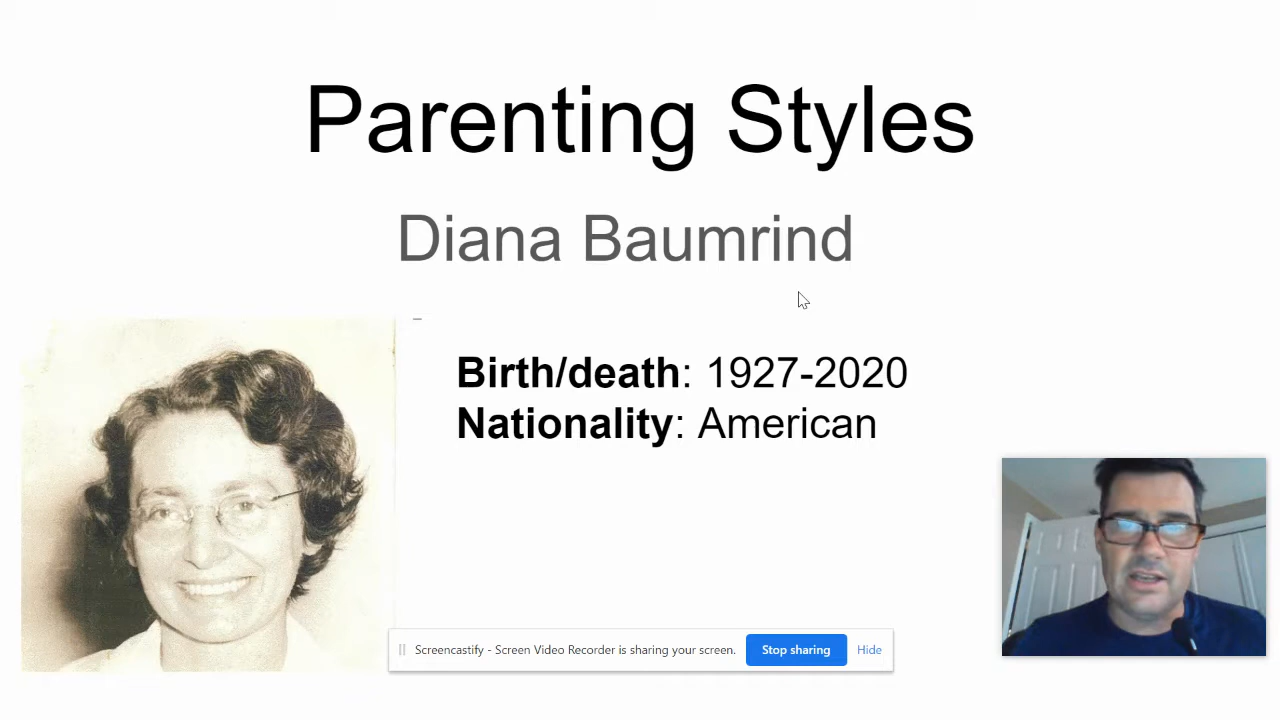 Parenting Styles
Diana Baumrind
Birth/death: 1927-2020
Nationality: American
Screencastify - Screen Video Recorder is sharing your screen. Stop sharing Hide